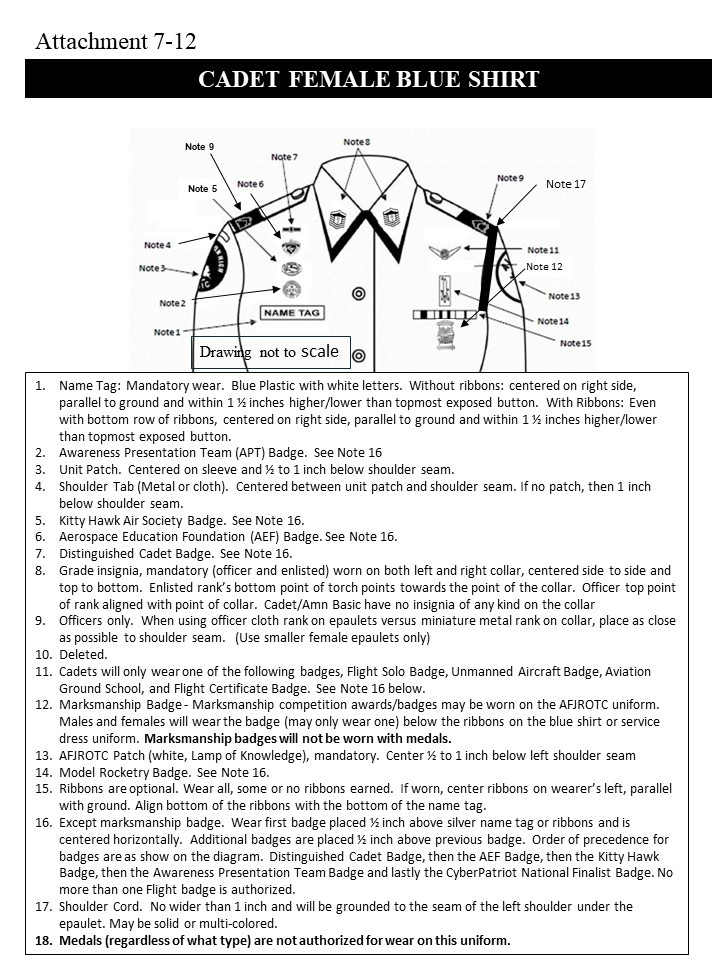 Attachment 7-12
CADET FEMALE BLUE SHIRT
Note 8
Note 9
Note 7
Note 6
Note 5
Note 9
Note 17
Note 4
Note 11
Note 3
Note 12
Note 13
Note 2
NAME TAG
Note 14
Note 1
Note 15
Drawing not to scale
1. Name Tag: Mandatory wear. Blue Plastic with white letters. Without ribbons: centered on right side,
parallel to ground and within 1 ½ inches higher/lower than topmost exposed button. With Ribbons: Even
with bottom row of ribbons, centered on right side, parallel to ground and within 1 ½ inches higher/lower
than topmost exposed button.
2. Awareness Presentation Team (APT) Badge. See Note 16
3. Unit Patch. Centered on sleeve and ½ to 1 inch below shoulder seam.
4. Shoulder Tab (Metal or cloth). Centered between unit patch and shoulder seam. If no patch, then 1 inch
below shoulder seam.
5. Kitty Hawk Air Society Badge. See Note 16.
6. Aerospace Education Foundation (AEF) Badge. See Note 16.
7. Distinguished Cadet Badge. See Note 16.
8. Grade insignia, mandatory (officer and enlisted) worn on both left and right collar, centered side to side and
top to bottom. Enlisted rank's bottom point of torch points towards the point of the collar. Officer top point
of rank aligned with point of collar. Cadet/Amn Basic have no insignia of any kind on the collar
9. Officers only. When using officer cloth rank on epaulets versus miniature metal rank on collar, place as close
as possible to shoulder seam. (Use smaller female epaulets only)
10. Deleted.
11. Cadets will only wear one of the following badges, Flight Solo Badge, Unmanned Aircraft Badge, Aviation
Ground School, and Flight Certificate Badge. See Note 16 below.
12. Marksmanship Badge - Marksmanship competition awards/badges may be worn on the AFJROTC uniform.
Males and females will wear the badge (may only wear one) below the ribbons on the blue shirt or service
dress uniform. Marksmanship badges will not be worn with medals.
13. AFJROTC Patch (white, Lamp of Knowledge), mandatory. Center ½ to 1 inch below left shoulder seam
14. Model Rocketry Badge. See Note 16.
15. Ribbons are optional. Wear all, some or no ribbons earned. If worn, center ribbons on wearer's left, parallel
with ground. Align bottom of the ribbons with the bottom of the name tag.
16. Except marksmanship badge. Wear first badge placed ½ inch above silver name tag or ribbons and is
centered horizontally. Additional badges are placed ½ inch above previous badge. Order of precedence for
badges are as show on the diagram. Distinguished Cadet Badge, then the AEF Badge, then the Kitty Hawk
Badge, then the Awareness Presentation Team Badge and lastly the CyberPatriot National Finalist Badge. No
more than one Flight badge is authorized.
17. Shoulder Cord. No wider than 1 inch and will be grounded to the seam of the left shoulder under the
epaulet. May be solid or multi-colored.
18. Medals (regardless of what type) are not authorized for wear on this uniform.